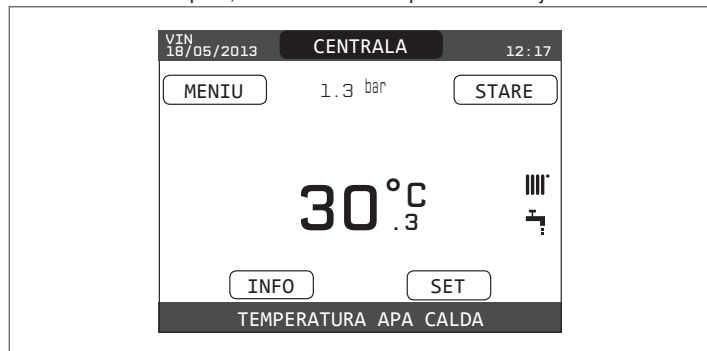 VIN
18/05/2013 CENTRALA 12:17
MENIU 1.3 bar STARE
30.3 °C
INFO SET
TEMPERATURA APA CALDA